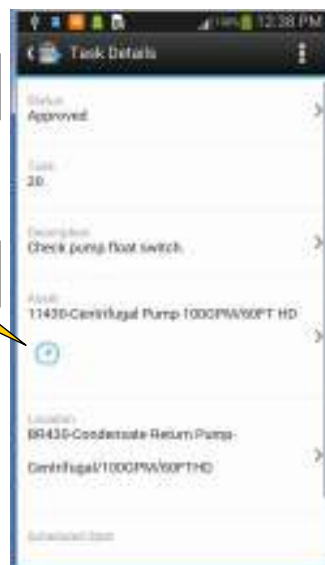 12:38 PM
Task Details
Status
Approved
Task
20
Description
Check pump float switch
Asset
11430-Centrifugal Pump 100GPM/60FT HD
Location
BR430-Condensate Return Pump-
Centrifugal/100GPM/60FTHD
Scheduled Start